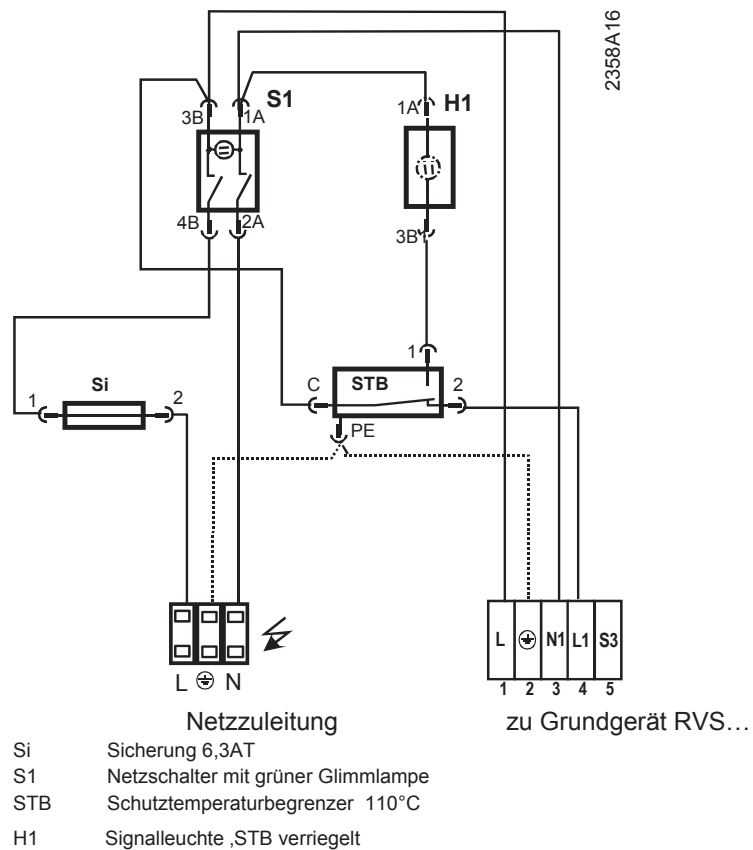 2358A16
S1
H1
3B
1A
1A
4B
2A
3B
1
Si
C
STB
2
1
2
PE
L
N1
L1
S3
1
2
3
4
5
L
N
Netzzuleitung
zu Grundgerät RVS...
Si Sicherung 6,3AT
S1 Netzschalter mit grüner Glimmlampe
STB Schutztemperaturbegrenzer 110°C
H1 Signalleuchte ,STB verriegelt